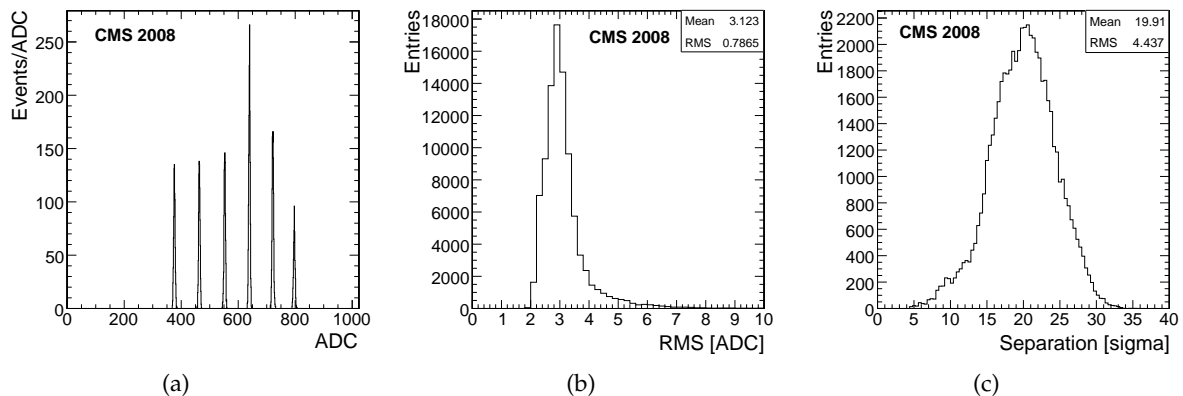 Events/ADC
CMS 2008
250
200
150
100
50
0
0 200 400 600 800 1000
ADC
(a)
Entries
CMS 2008
Mean 3.123
RMS 0.7865
18000
16000
14000
12000
10000
8000
6000
4000
2000
0
0 1 2 3 4 5 6 7 8 9 10
RMS [ADC]
(b)
Entries
CMS 2008
Mean 19.91
RMS 4.437
2200
2000
1800
1600
1400
1200
1000
800
600
400
200
0
0 5 10 15 20 25 30 35 40
Separation [sigma]
(c)